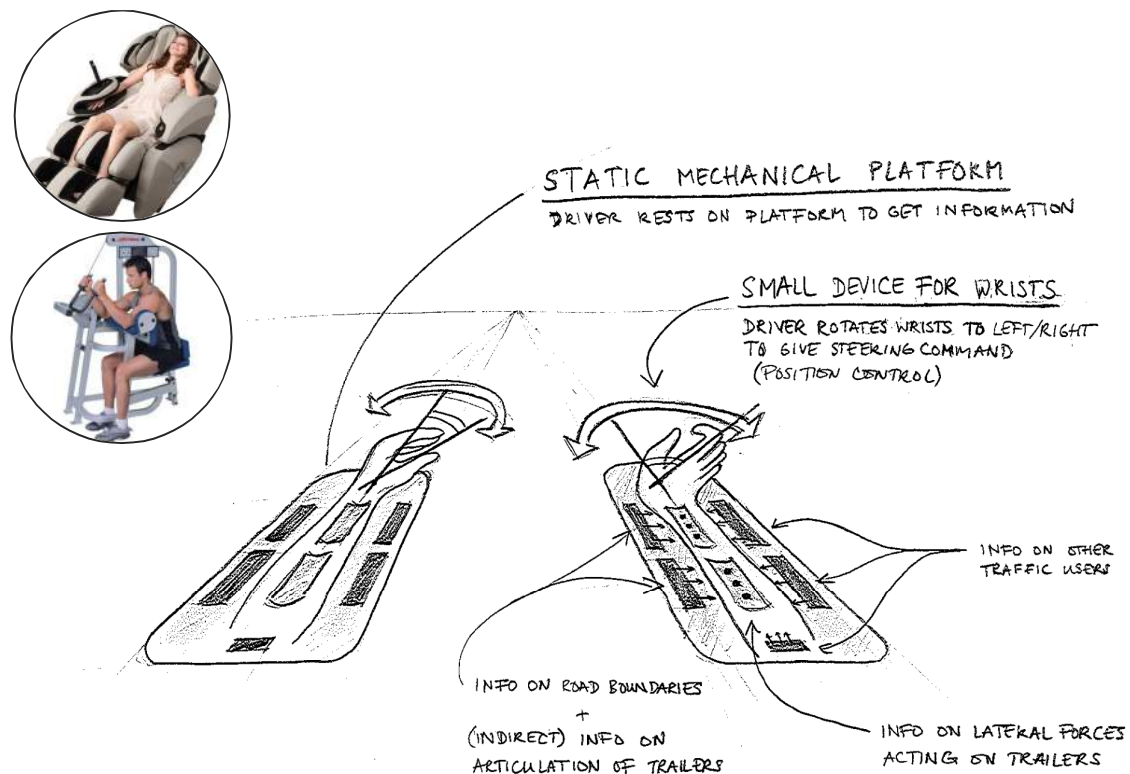 STATIC MECHANICAL PLATFORM
DRIVER RESTS ON PLATFORM TO GET INFORMATION
SMALL DEVICE FOR WRISTS
DRIVER ROTATES WRISTS TO LEFT/RIGHT
TO GIVE STEERING COMMAND
(POSITION CONTROL)
INFO ON OTHER
TRAFFIC USERS
INFO ON ROAD BOUNDARIES
+
(INDIRECT) INFO ON
ARTICULATION OF TRAILERS
INFO ON LATERAL FORCES
ACTING ON TRAILERS